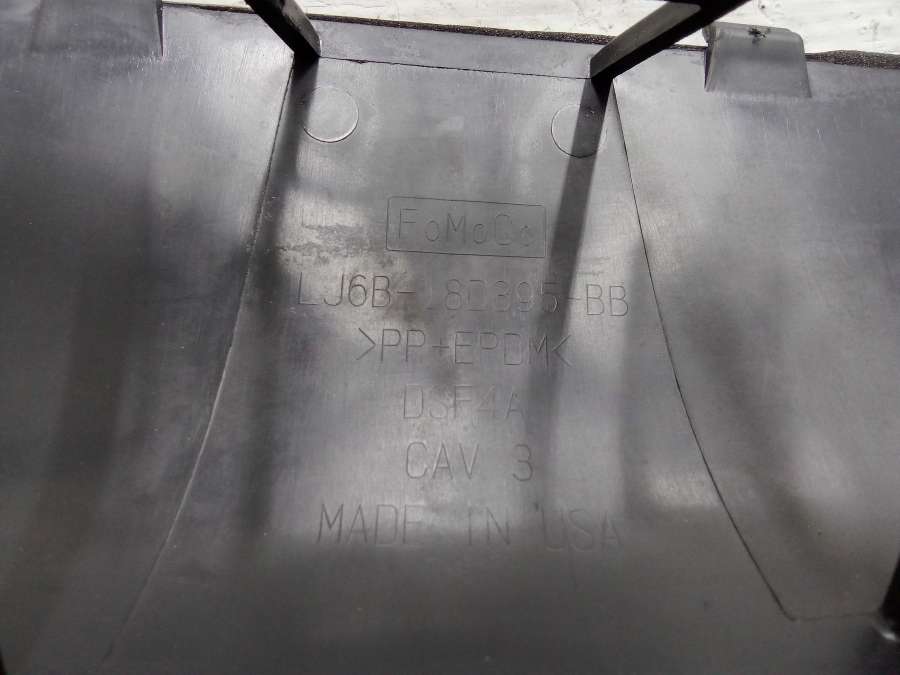 FoMoCo
LJ6B-18D395-BB
>PP+EPDM<
DSF4A
CAV 3
MADE IN USA